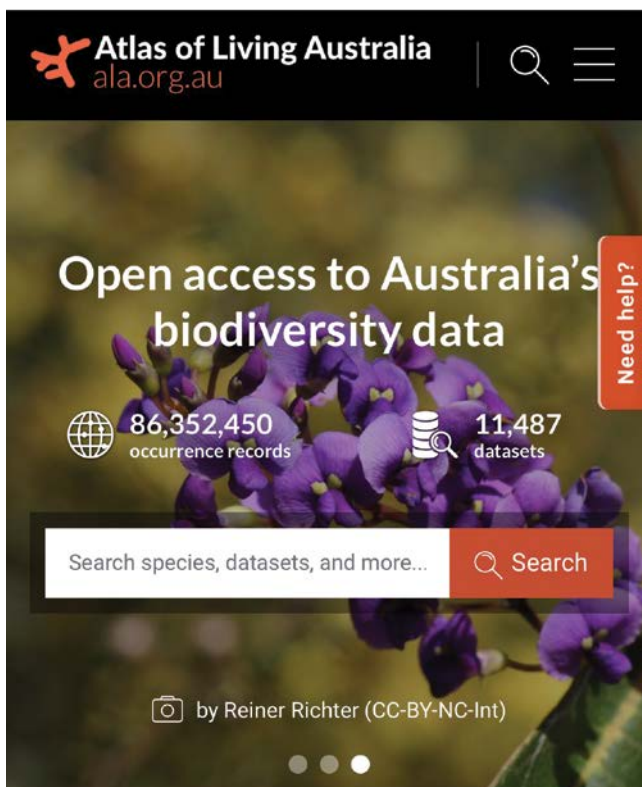 Atlas of Living Australia
ala.org.au
Need help?
Open access to Australia's
biodiversity data
86,352,450
occurrence records
11,487
datasets
Search species, datasets, and more...
Search
by Reiner Richter (CC-BY-NC-Int)